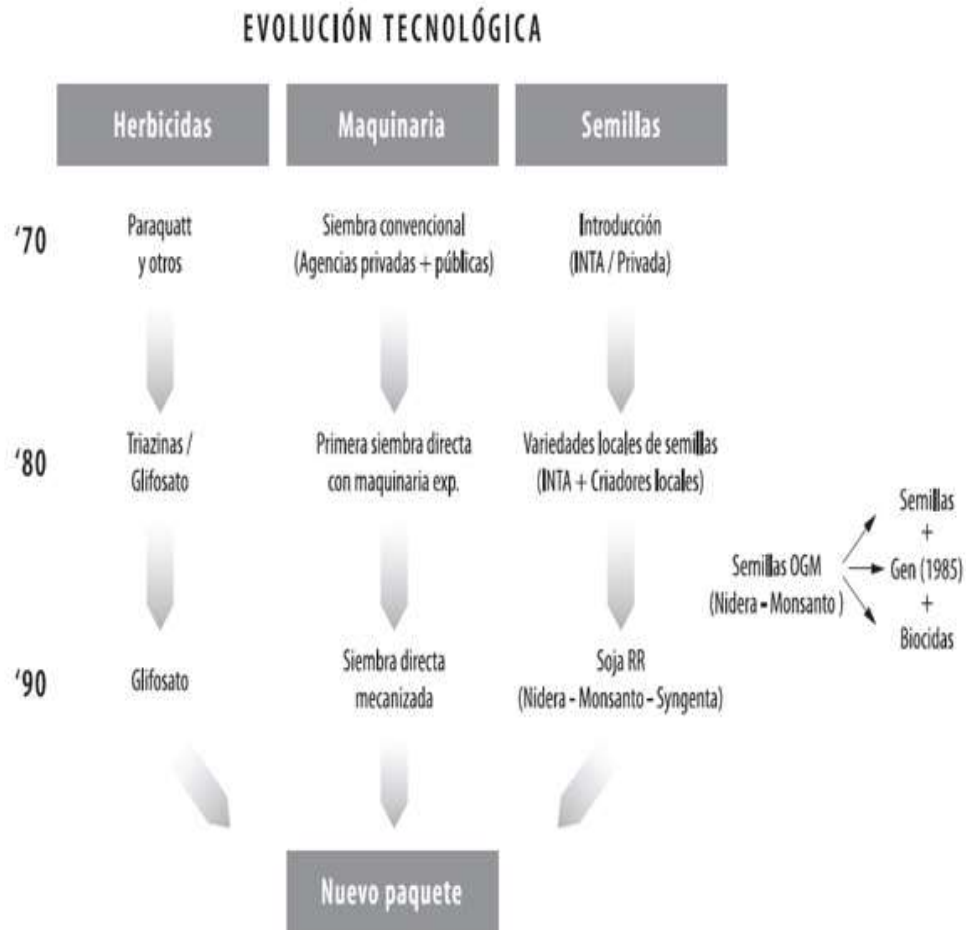 EVOLUCIÓN TECNOLÓGICA
Herbicidas
Maquinaria
Semillas
'70
Paraquatt
y otros
Siembra convencional
(Agencias privadas + públicas)
Introducción
(INTA / Privada)
'80
Triazinas /
Glifosato
Primera siembra directa
con maquinaria exp.
Variedades locales de semillas
(INTA + Criadores locales)
Semillas OGM
(Nidera - Monsanto )
Semillas
+
Gen (1985)
+
Biocidas
'90
Glifosato
Siembra directa
mecanizada
Soja RR
(Nidera - Monsanto - Syngenta)
Nuevo paquete